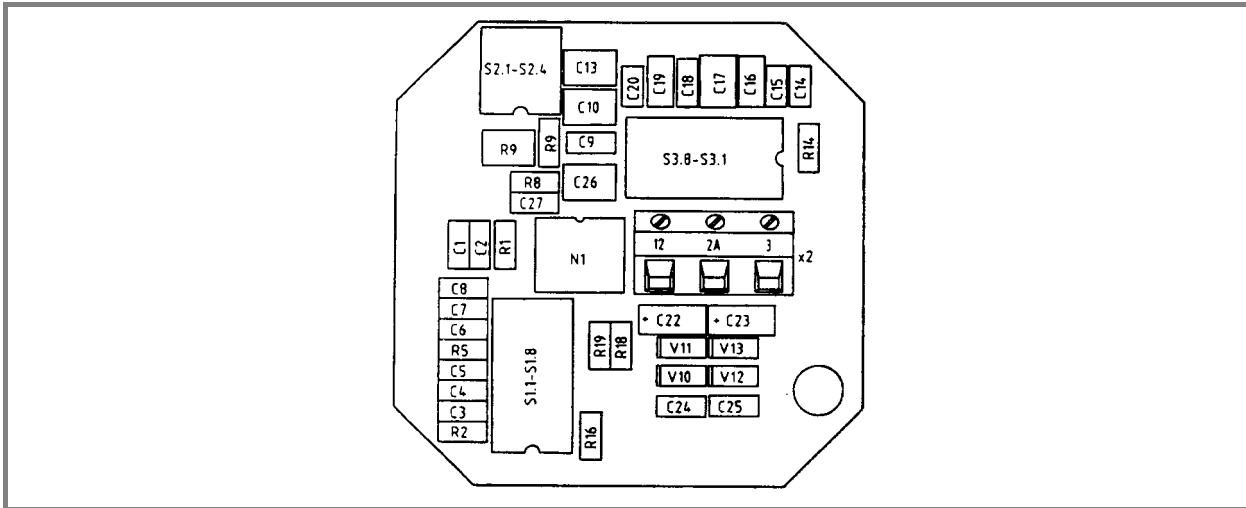 S2.1-S2.4
C13
C20
C19
C18
C17
C16
C15
C14
C10
R9
R9
C9
S3.8-S3.1
R14
R8
C27
C26
C1
C2
R1
N1
12 2A 3
x2
C8
C7
C6
R5
C5
C4
C3
R2
S1.1-S1.8
R19
R18
R16
+ C22
+ C23
V11
V13
V10
V12
C24
C25